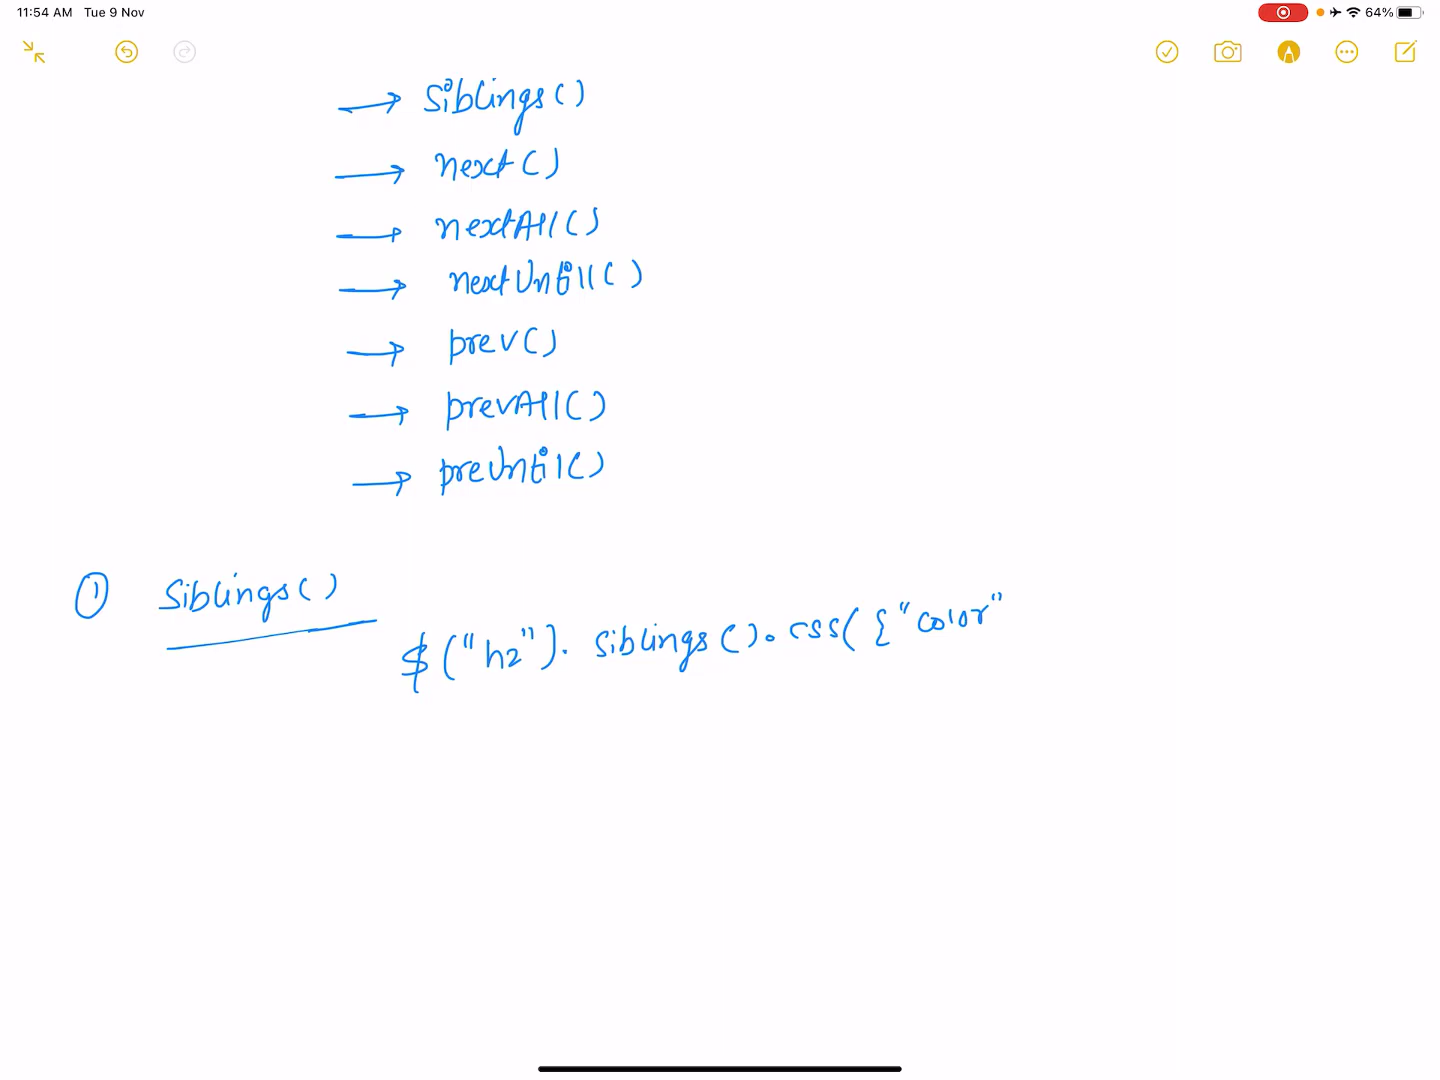 11:54 AM Tue 9 Nov 64%
→ Siblings()
→ next()
→ nextAll()
→ nextUntill()
→ prev()
→ prevAll()
→ preUntil()
① Siblings()
$("h2"). siblings().css({"color"